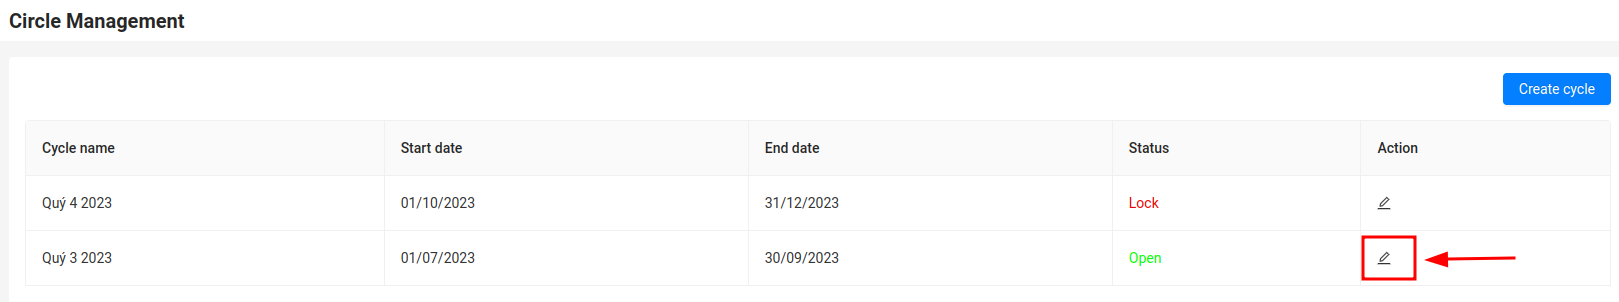 Circle Management
Create cycle
Cycle name Start date End date Status Action
Quý 4 2023 01/10/2023 31/12/2023 Lock
Quý 3 2023 01/07/2023 30/09/2023 Open